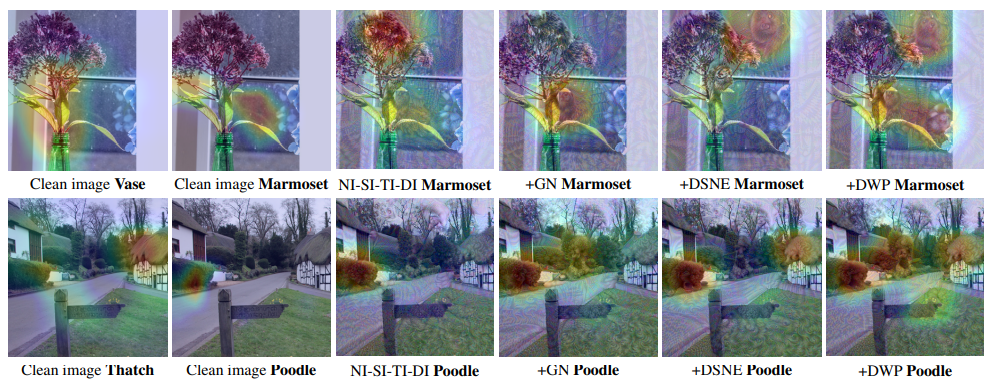 Clean image Vase
Clean image Marmoset
NI-SI-TI-DI Marmoset
+GN Marmoset
+DSNE Marmoset
+DWP Marmoset
Clean image Thatch
Clean image Poodle
NI-SI-TI-DI Poodle
+GN Poodle
+DSNE Poodle
+DWP Poodle